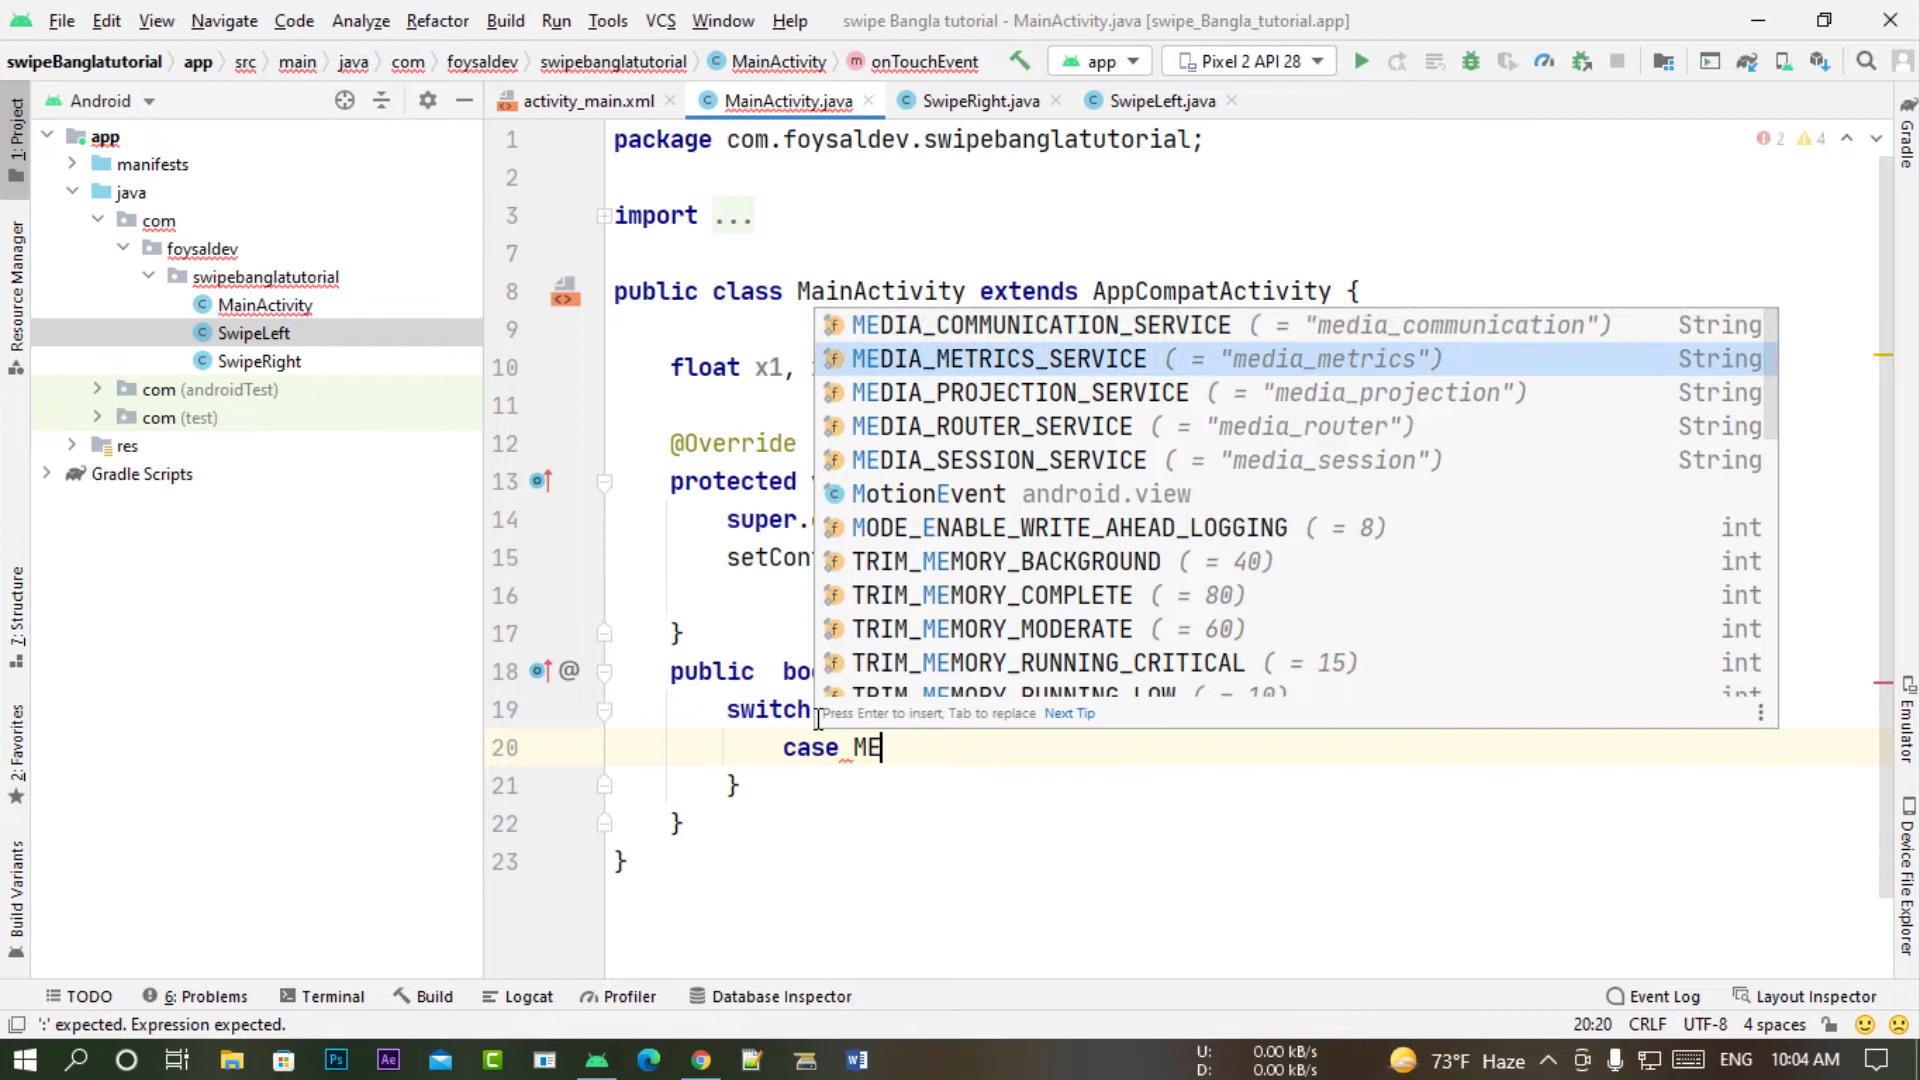 File Edit View Navigate Code Analyze Refactor Build Run Tools VCS Window Help swipe Bangla tutorial - MainActivity.java [swipe_Bangla_tutorial.app]
swipeBanglatutorial app src main java com foysaldev swipebanglatutorial MainActivity onTouchEvent app Pixel 2 API 28
Android activity_main.xml MainActivity.java SwipeRight.java SwipeLeft.java
1: Project
Resource Manager
7: Structure
2: Favorites
Build Variants
app
manifests
java
com
foysaldev
swipebanglatutorial
MainActivity
SwipeLeft
SwipeRight
com (androidTest)
com (test)
res
Gradle Scripts
1 package com.foysaldev.swipebanglatutorial; 2 4
2
3 import ...
7
8 public class MainActivity extends AppCompatActivity {
9
10 float x1,
11
12 @Override
13 protected
14 super.
15 setCon
16
17 }
18 @ public bo
19 switch
20 case ME
21 }
22 }
23 }
MEDIA_COMMUNICATION_SERVICE ( = "media_communication") String
MEDIA_METRICS_SERVICE ( = "media_metrics") String
MEDIA_PROJECTION_SERVICE ( = "media_projection") String
MEDIA_ROUTER_SERVICE ( = "media_router") String
MEDIA_SESSION_SERVICE ( = "media_session") String
MotionEvent android.view
MODE_ENABLE_WRITE_AHEAD_LOGGING ( = 8) int
TRIM_MEMORY_BACKGROUND ( = 40) int
TRIM_MEMORY_COMPLETE ( = 80) int
TRIM_MEMORY_MODERATE ( = 60) int
TRIM_MEMORY_RUNNING_CRITICAL ( = 15) int
TRIM_MEMORY_RUNNING_LOW ( = 10) int
Press Enter to insert, Tab to replace Next Tip
Gradle
Emulator
Device File Explorer
TODO 6: Problems Terminal Build Logcat Profiler Database Inspector Event Log Layout Inspector
':' expected. Expression expected. 20:20 CRLF UTF-8 4 spaces
Ps Ae C W U: 0.00 kB/s 73°F Haze ENG 10:04 AM
D: 0.00 kB/s